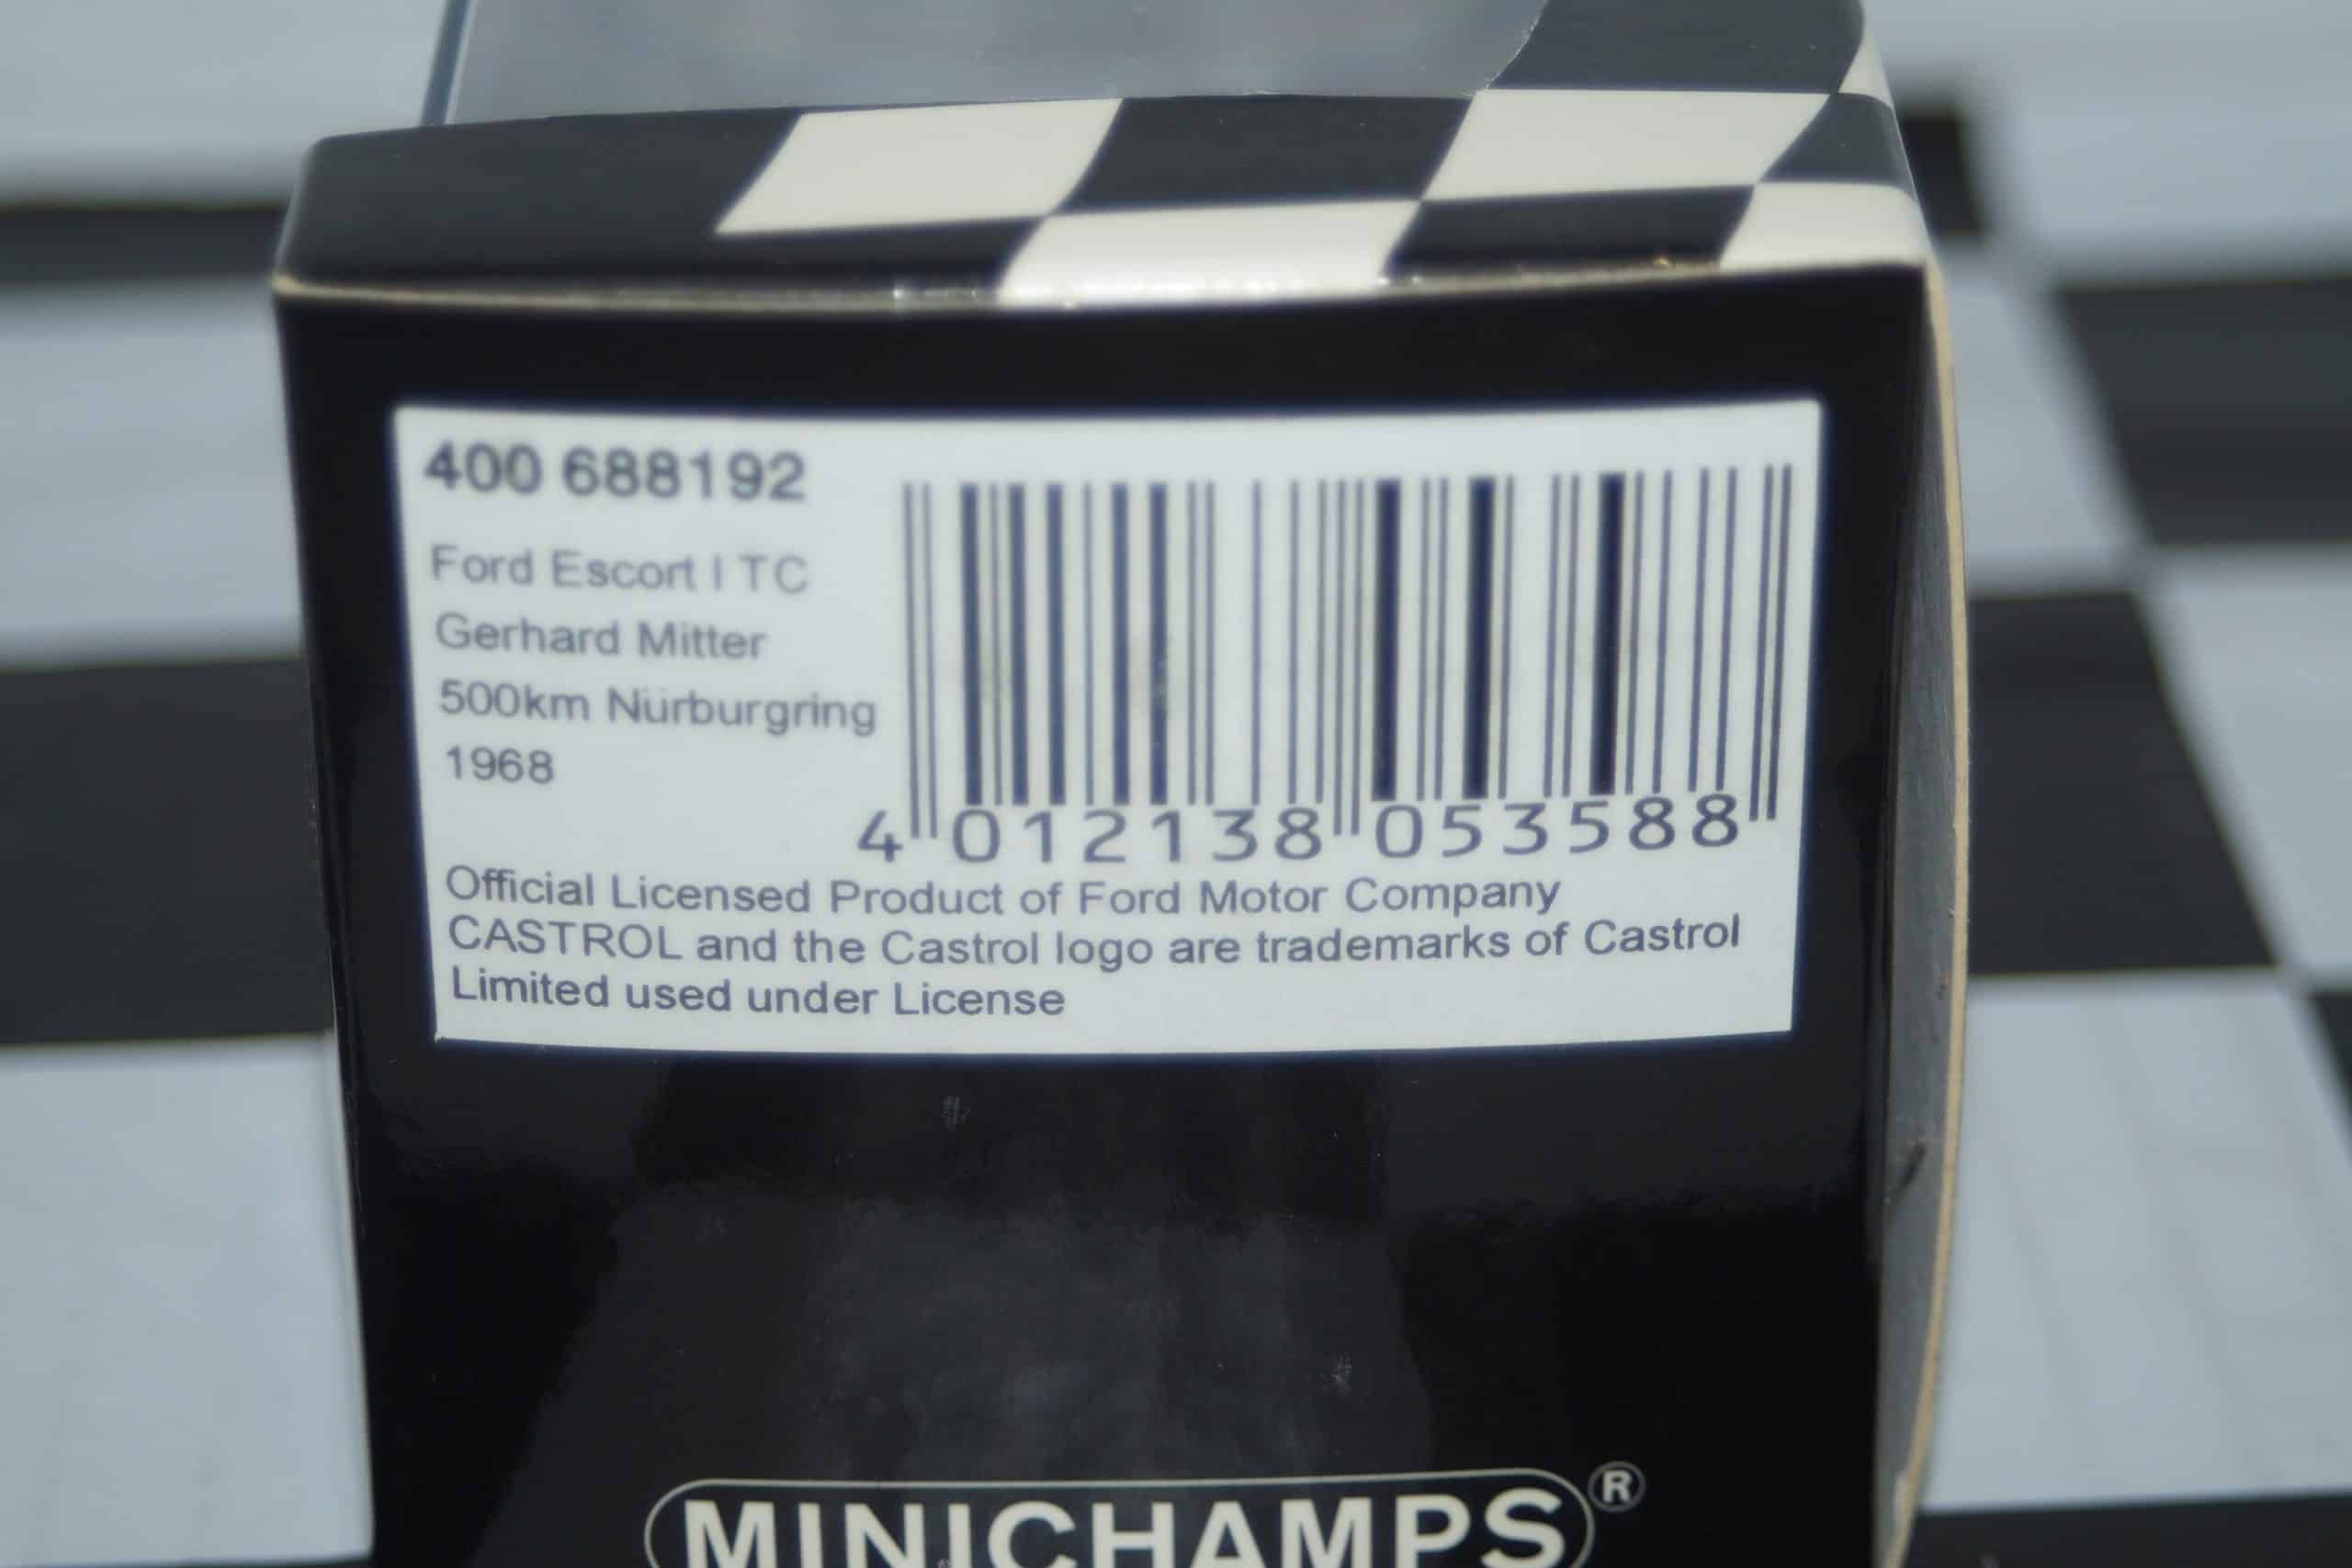 400 688192
Ford Escort I TC
Gerhard Mitter
500km Nürburgring
1968
4 012138 053588
Official Licensed Product of Ford Motor Company
CASTROL and the Castrol logo are trademarks of Castrol
Limited used under License
MINICHAMPS®